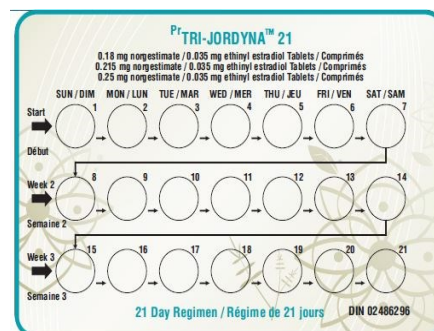 PrTRI-JORDYNA™ 21
0.18 mg norgestimate / 0.035 mg ethinyl estradiol Tablets / Comprimés
0.215 mg norgestimate / 0.035 mg ethinyl estradiol Tablets / Comprimés
0.25 mg norgestimate / 0.035 mg ethinyl estradiol Tablets / Comprimés
SUN / DIM MON / LUN TUE / MAR WED / MER THU / JEU FRI / VEN SAT / SAM
Start 1 2 3 4 5 6 7
Début
Week 2 8 9 10 11 12 13 14
Semaine 2
Week 3 15 16 17 18 19 20 21
Semaine 3
21 Day Regimen / Régime de 21 jours DIN 02486296